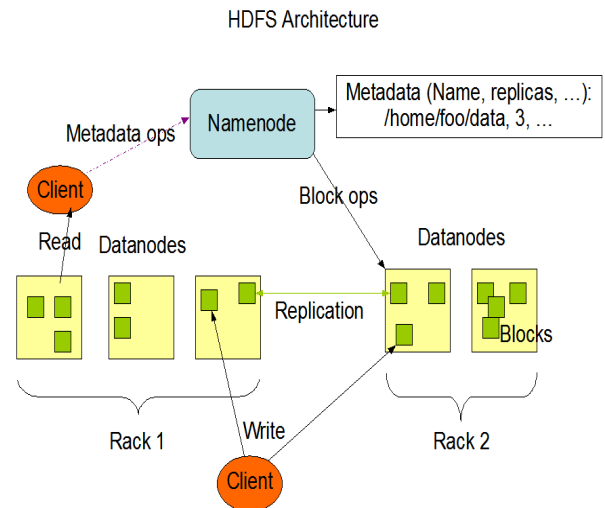 HDFS Architecture
Metadata (Name, replicas, …):
/home/foo/data, 3, …
Namenode
Metadata ops
Client
Block ops
Read
Datanodes
Datanodes
Replication
Blocks
Rack 1
Write
Rack 2
Client